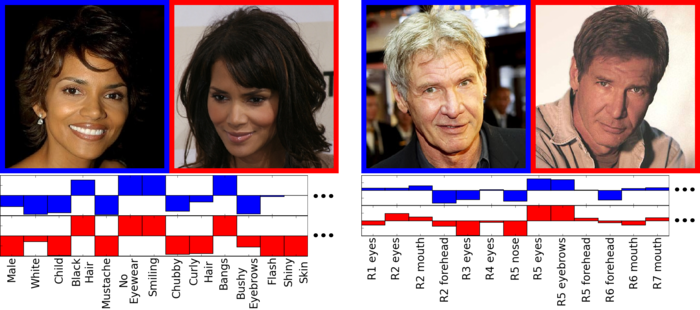 •••
•••
Male
White
Child
Black
Hair
Mustache
No
Eyewear
Smiling
Chubby
Curly
Hair
Bangs
Bushy
Eyebrows
Flash
Shiny
Skin
•••
•••
R1 eyes
R2 eyes
R2 mouth
R2 forehead
R3 eyes
R4 eyes
R5 nose
R5 eyes
R5 eyebrows
R5 forehead
R6 forehead
R6 mouth
R7 mouth